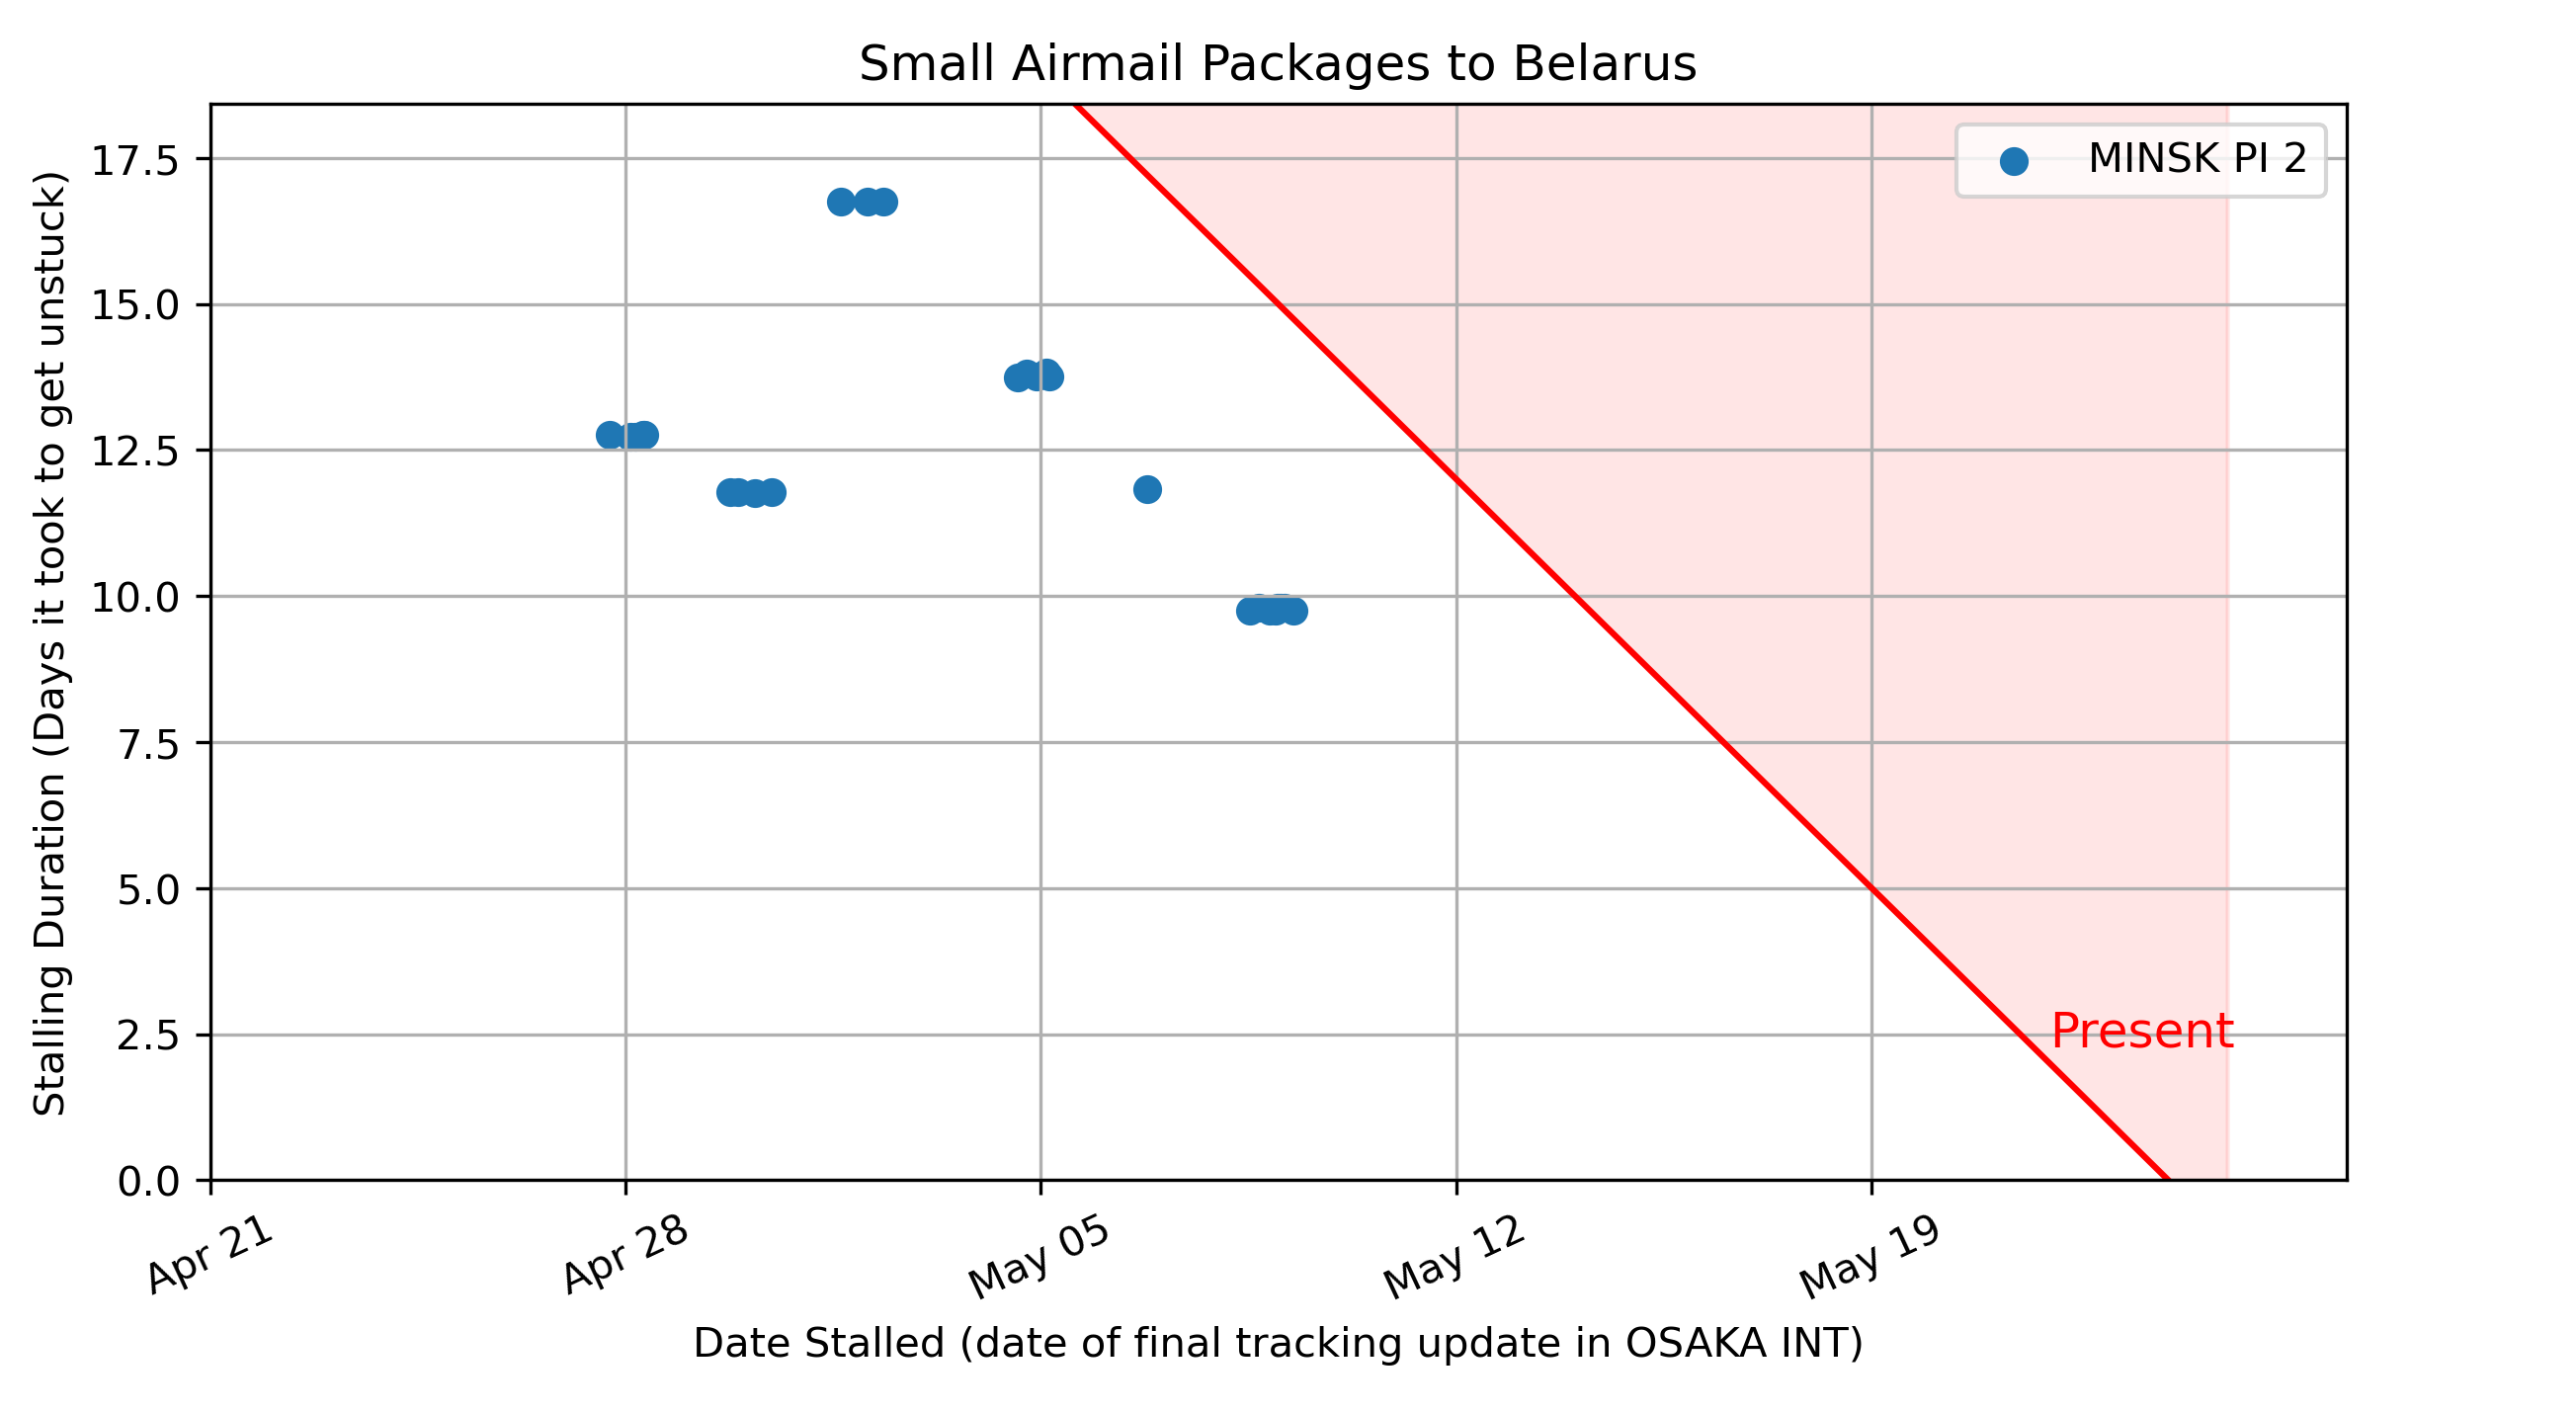 Small Airmail Packages to Belarus
MINSK PI 2
Stalling Duration (Days it took to get unstuck)
17.5
15.0
12.5
10.0
7.5
5.0
2.5
0.0
Present
Apr 21
Apr 28
May 05
May 12
May 19
Date Stalled (date of final tracking update in OSAKA INT)